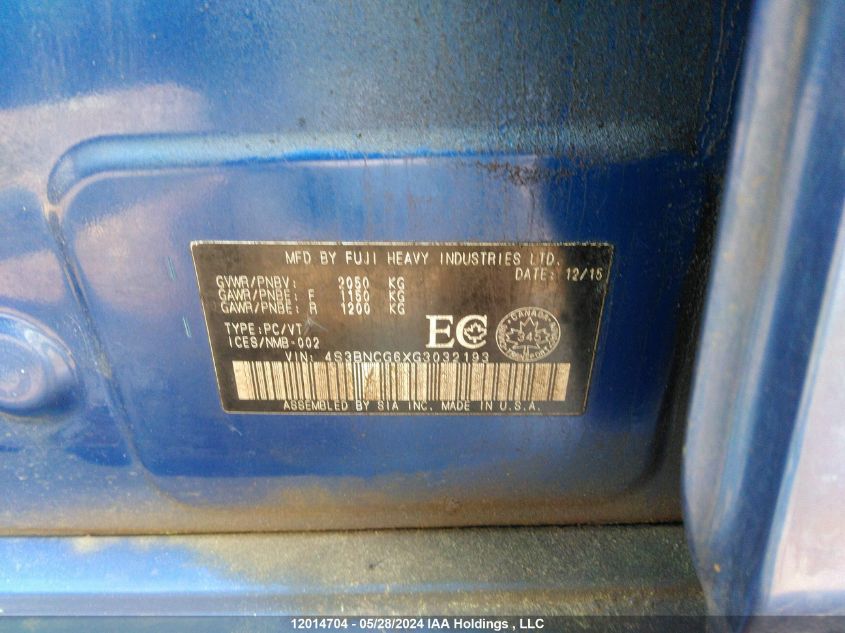 MFD BY FUJI HEAVY INDUSTRIES LTD.
DATE: 12/15
GVWR/PNBV: 2050 KG
GAWR/PNBE: F 1150 KG
GAWR/PNBE: R 1200 KG
TYPE: PC/VT
ICES/NMB-002
EC
CANADA
345
VIN: 4S3BNCG6XG3032193
ASSEMBLED BY SIA INC. MADE IN U.S.A.
12014704 - 05/28/2024 IAA Holdings , LLC